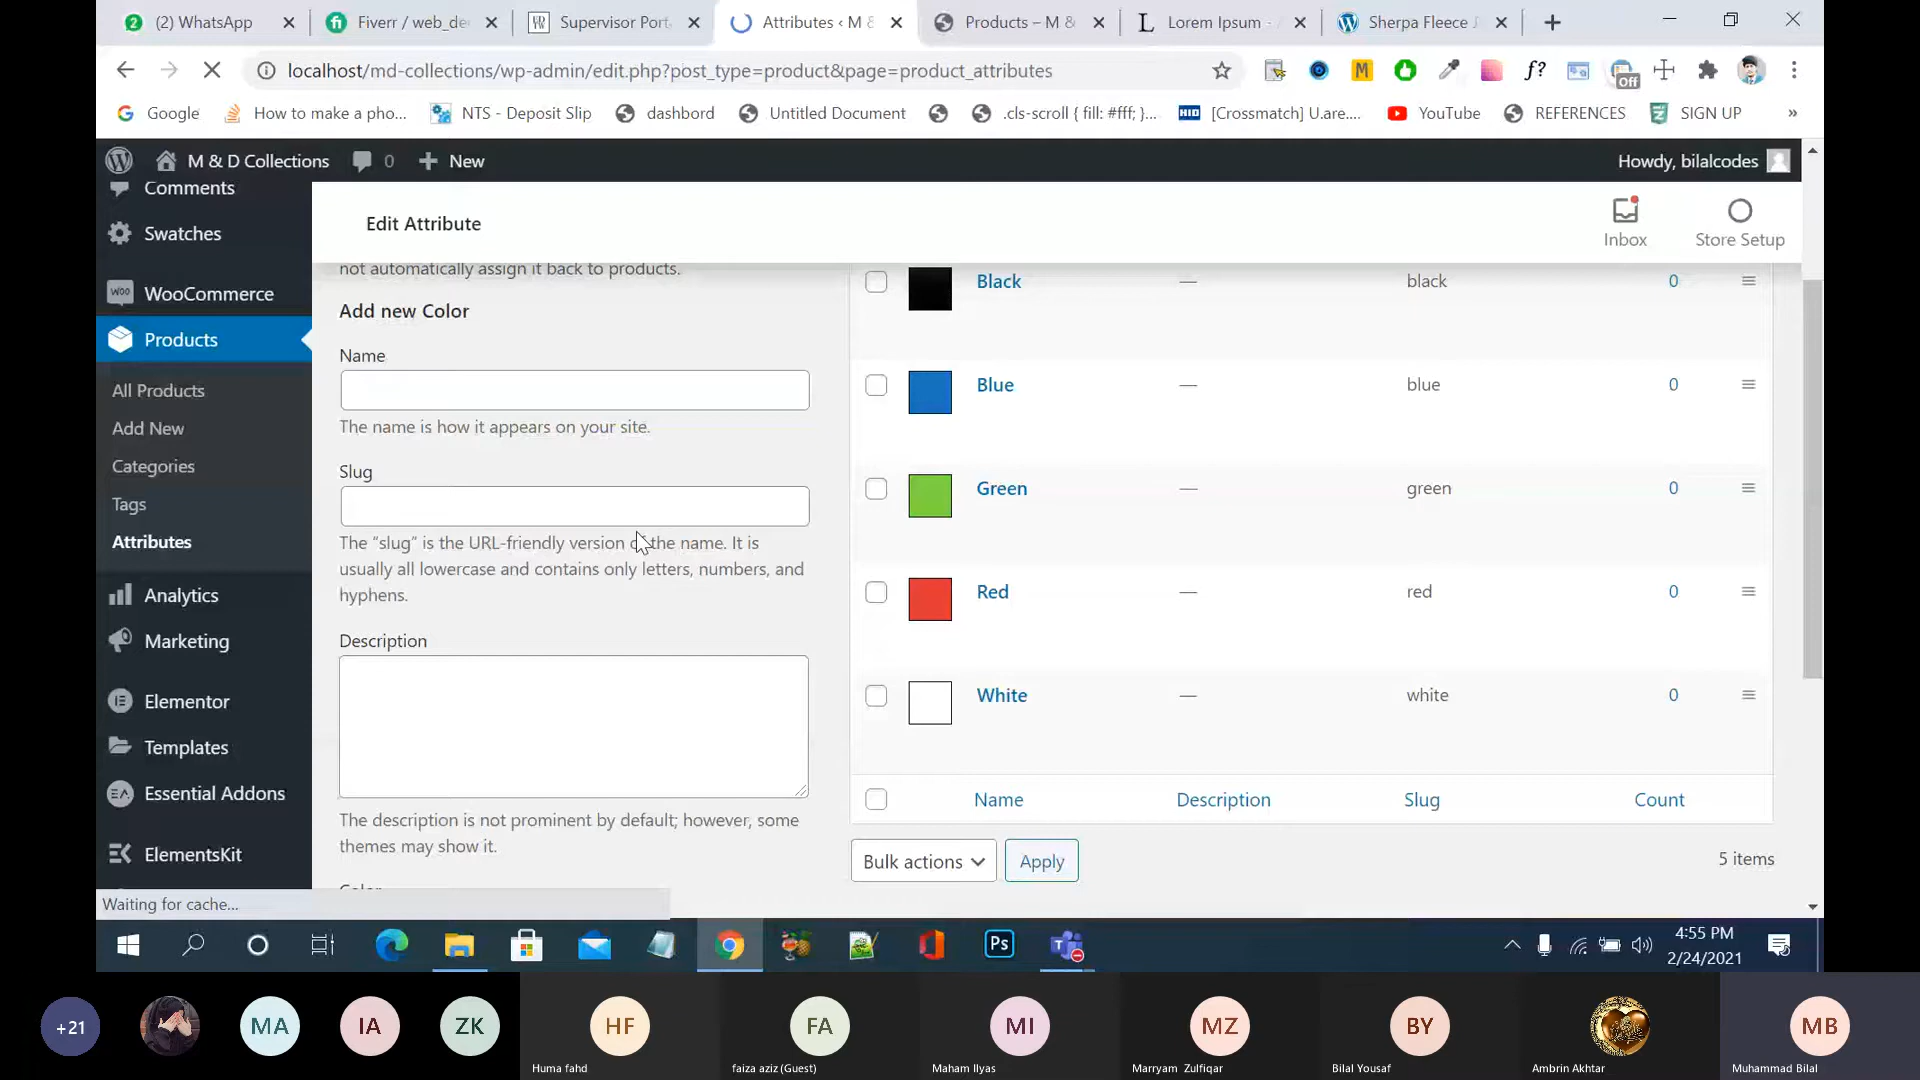 (2) WhatsApp
Fiverr / web_de
Supervisor Port
Attributes ‹ M &
Products – M &
Lorem Ipsum -
Sherpa Fleece
localhost/md-collections/wp-admin/edit.php?post_type=product&page=product_attributes
Off
Google
How to make a pho...
NTS - Deposit Slip
dashbord
Untitled Document
.cls-scroll { fill: #fff; }...
HID
[Crossmatch] U.are....
YouTube
REFERENCES
SIGN UP
»
M & D Collections
0
New
Howdy, bilalcodes
Comments
Swatches
WooCommerce
Products
All Products
Add New
Categories
Tags
Attributes
Analytics
Marketing
Elementor
Templates
Essential Addons
ElementsKit
Waiting for cache...
Edit Attribute
Inbox
Store Setup
not automatically assign it back to products.
Add new Color
Name
The name is how it appears on your site.
Slug
The “slug” is the URL-friendly version of the name. It is
usually all lowercase and contains only letters, numbers, and
hyphens.
Description
The description is not prominent by default; however, some
themes may show it.
Color
Black — black 0
Blue — blue 0
Green — green 0
Red — red 0
White — white 0
Name Description Slug Count
Bulk actions Apply 5 items
Ps
4:55 PM
2/24/2021
+21
MA
IA
ZK
HF
FA
MI
MZ
BY
MB
Huma fahd
faiza aziz (Guest)
Maham Ilyas
Marryam Zulfiqar
Bilal Yousaf
Ambrin Akhtar
Muhammad Bilal